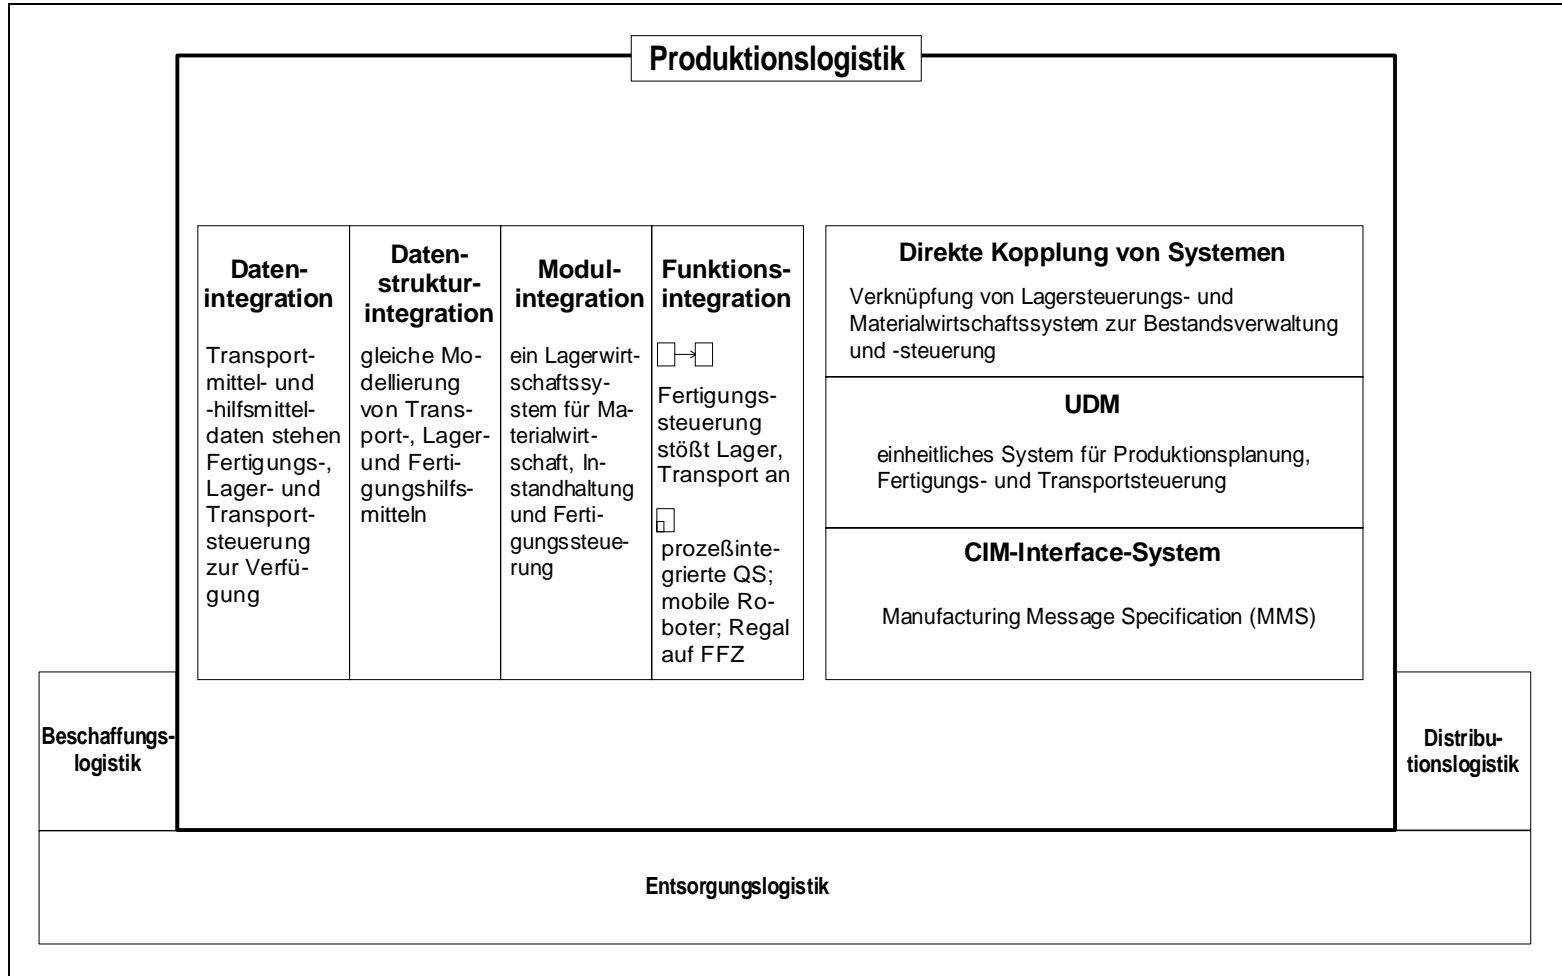 Produktionslogistik
Daten-
integration
Transport-
mittel- und
-hilfsmittel-
daten stehen
Fertigungs-,
Lager- und
Transport-
steuerung
zur Verfü-
gung
Daten-
struktur-
integration
gleiche Mo-
dellierung
von Trans-
port-, Lager-
und Ferti-
gungshilfs-
mitteln
Modul-
integration
ein Lagerwirt-
schaftssy-
stem für Ma-
terialwirt-
schaft, In-
standhaltung
und Ferti-
gungssteue-
rung
Funktions-
integration
Fertigungs-
steuerung
stößt Lager,
Transport an
prozeßinte-
grierte QS;
mobile Ro-
boter; Regal
auf FFZ
Direkte Kopplung von Systemen
Verknüpfung von Lagersteuerungs- und
Materialwirtschaftssystem zur Bestandsverwaltung
und -steuerung
UDM
einheitliches System für Produktionsplanung,
Fertigungs- und Transportsteuerung
CIM-Interface-System
Manufacturing Message Specification (MMS)
Beschaffungs-
logistik
Distribu-
tionslogistik
Entsorgungslogistik